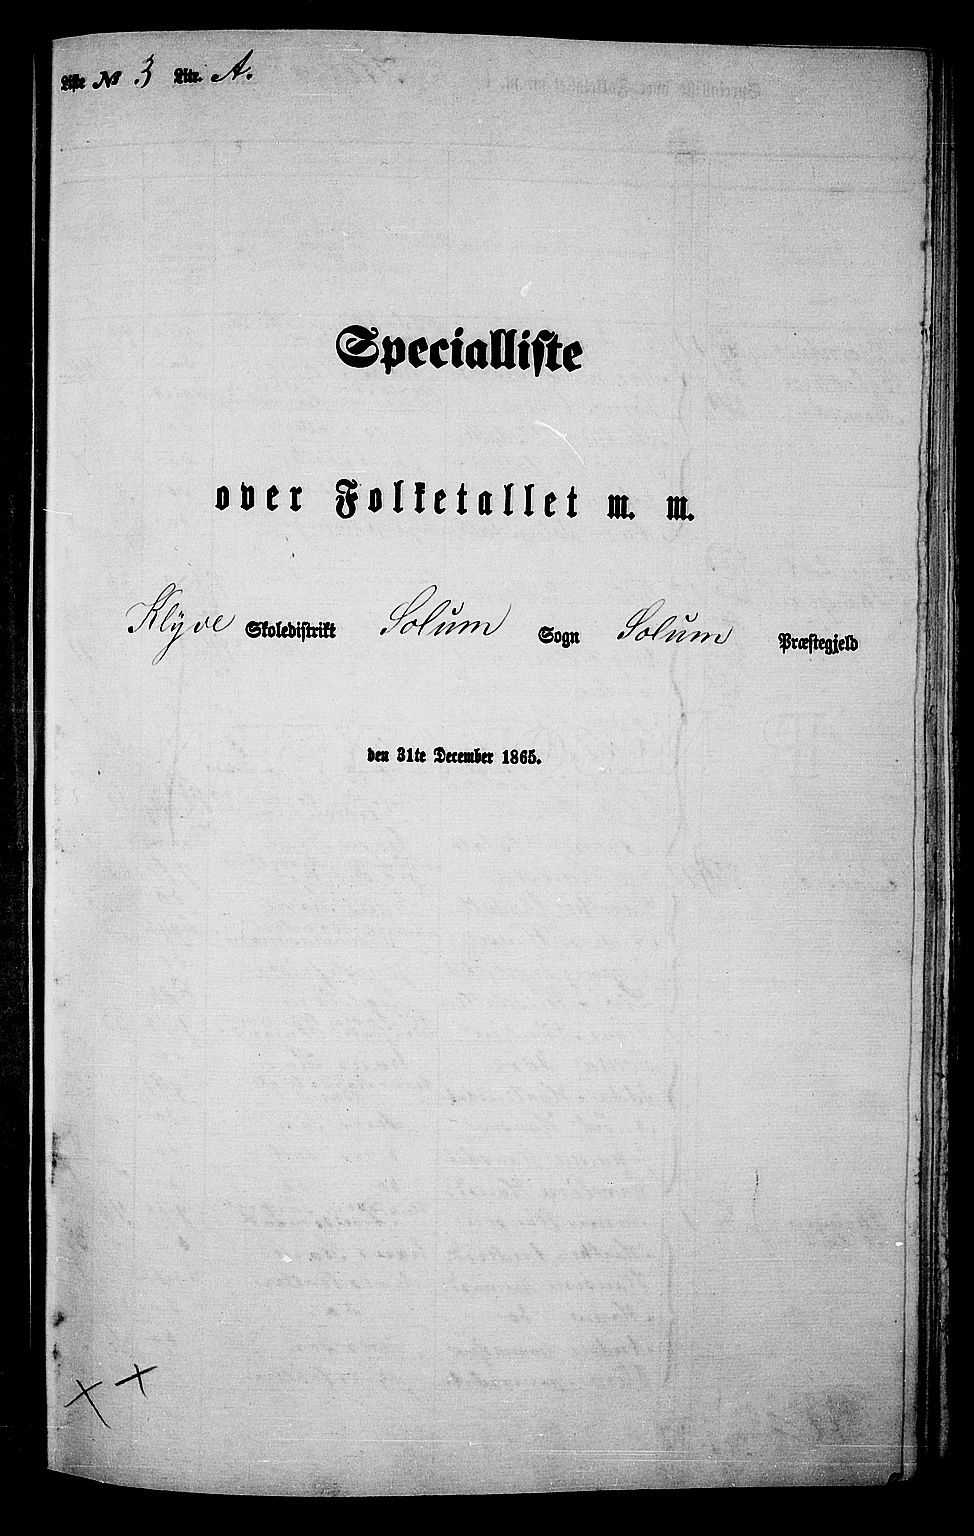 Liste № 3 Litr. A.
Specialliste
over Folketallet m. m.
Klyve Skoledistrikt Solum Sogn Solum Præstegjeld
den 31te December 1865.